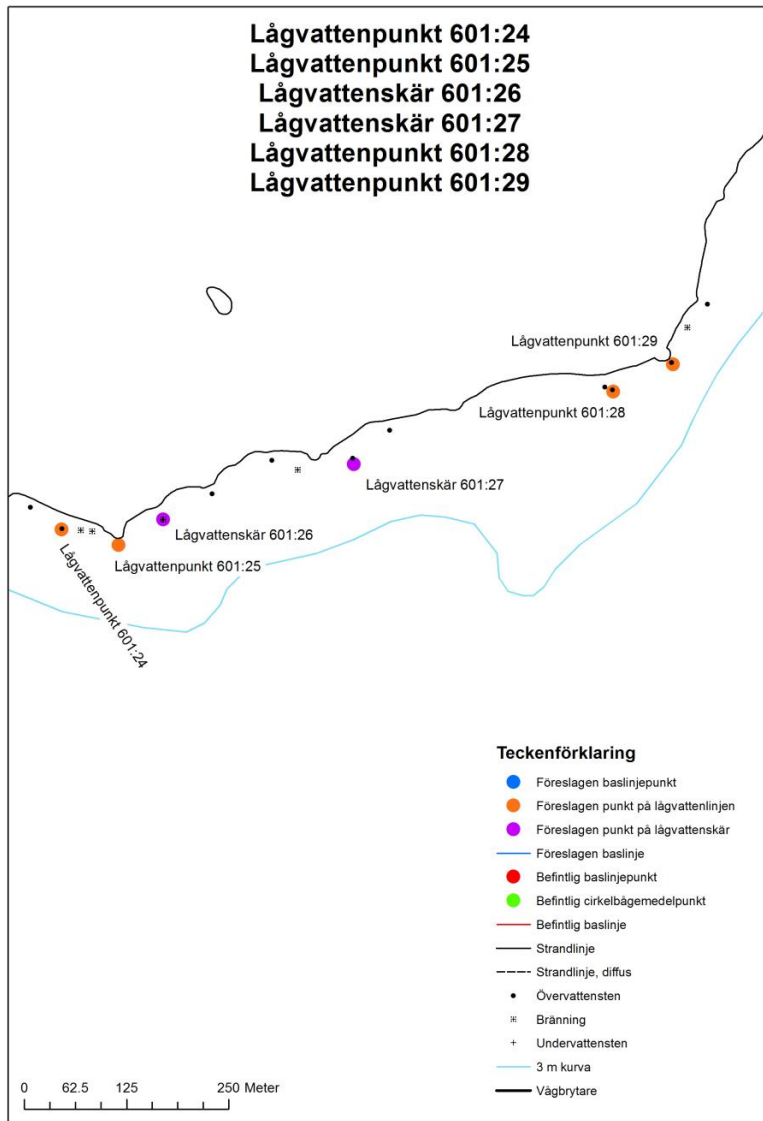 Lågvattenpunkt 601:24
Lågvattenpunkt 601:25
Lågvattenskär 601:26
Lågvattenskär 601:27
Lågvattenpunkt 601:28
Lågvattenpunkt 601:29
Lågvattenpunkt 601:29
Lågvattenpunkt 601:28
Lågvattenskär 601:27
Lågvattenskär 601:26
Lågvattenpunkt 601:25
Lågvattenpunkt 601:24
Teckenförklaring
Föreslagen baslinjepunkt
Föreslagen punkt på lågvattenlinjen
Föreslagen punkt på lågvattenskär
Föreslagen baslinje
Befintlig baslinjepunkt
Befintlig cirkelbågemedelpunkt
Befintlig baslinje
Strandlinje
Strandlinje, diffus
Övervattensten
Bränning
Undervattensten
3 m kurva
Vågbrytare
0 62.5 125 250 Meter